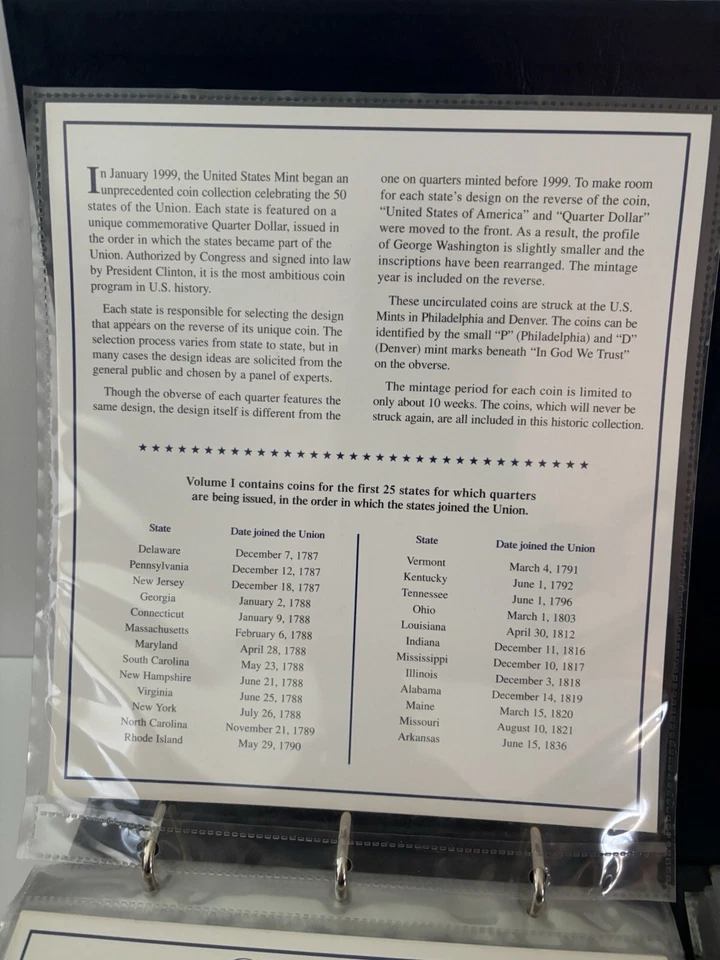 In January 1999, the United States Mint began an
unprecedented coin collection celebrating the 50
states of the Union. Each state is featured on a
unique commemorative Quarter Dollar, issued in
the order in which the states became part of the
Union. Authorized by Congress and signed into law
by President Clinton, it is the most ambitious coin
program in U.S. history.
Each state is responsible for selecting the design
that appears on the reverse of its unique coin. The
selection process varies from state to state, but in
many cases the design ideas are solicited from the
general public and chosen by a panel of experts.
Though the obverse of each quarter features the
same design, the design itself is different from the
one on quarters minted before 1999. To make room
for each state's design on the reverse of the coin,
"United States of America" and "Quarter Dollar"
were moved to the front. As a result, the profile
of George Washington is slightly smaller and the
inscriptions have been rearranged. The mintage
year is included on the reverse.
These uncirculated coins are struck at the U.S.
Mints in Philadelphia and Denver. The coins can be
identified by the small "P" (Philadelphia) and "D"
(Denver) mint marks beneath "In God We Trust"
on the obverse.
The mintage period for each coin is limited to
only about 10 weeks. The coins, which will never be
struck again, are all included in this historic collection.
Volume I contains coins for the first 25 states for which quarters
are being issued, in the order in which the states joined the Union.
State Date joined the Union
Delaware December 7, 1787
Pennsylvania December 12, 1787
New Jersey December 18, 1787
Georgia January 2, 1788
Connecticut January 9, 1788
Massachusetts February 6, 1788
Maryland April 28, 1788
South Carolina May 23, 1788
New Hampshire June 21, 1788
Virginia June 25, 1788
New York July 26, 1788
North Carolina November 21, 1789
Rhode Island May 29, 1790
State Date joined the Union
Vermont March 4, 1791
Kentucky June 1, 1792
Tennessee June 1, 1796
Ohio March 1, 1803
Louisiana April 30, 1812
Indiana December 11, 1816
Mississippi December 10, 1817
Illinois December 3, 1818
Alabama December 14, 1819
Maine March 15, 1820
Missouri August 10, 1821
Arkansas June 15, 1836